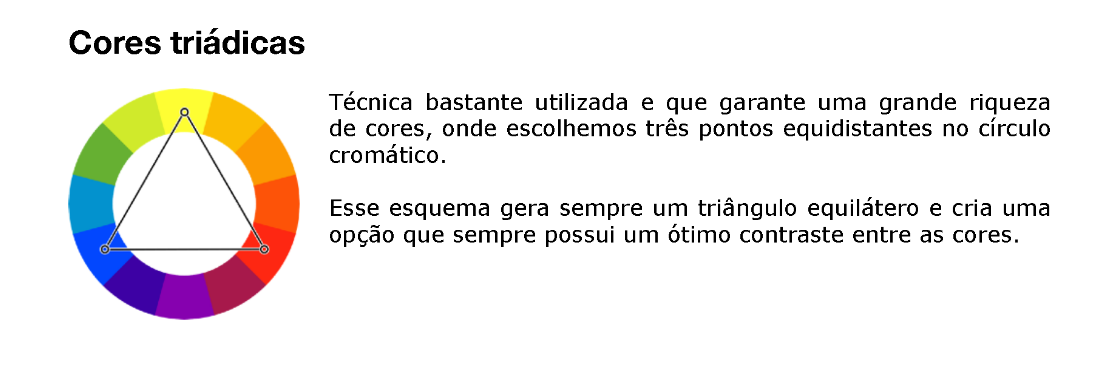 Cores triádicas
Técnica bastante utilizada e que garante uma grande riqueza
de cores, onde escolhemos três pontos equidistantes no círculo
cromático.
Esse esquema gera sempre um triângulo equilátero e cria uma
opção que sempre possui um ótimo contraste entre as cores.